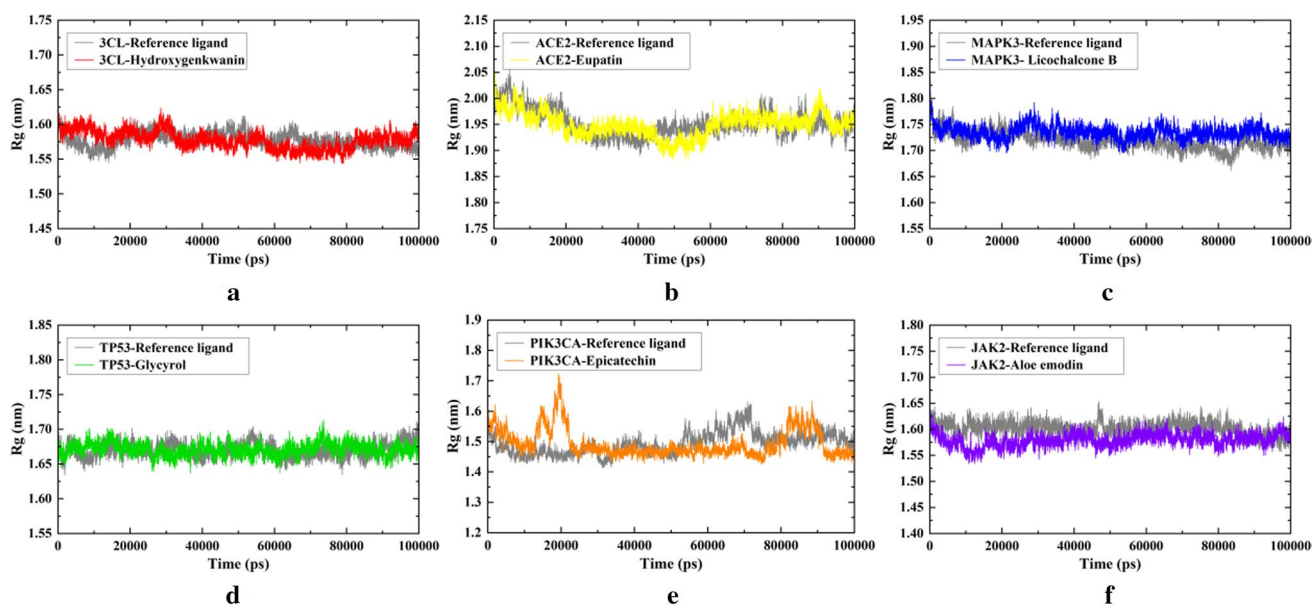 1.75
1.70
1.65
1.60
1.55
1.50
1.45
Rg (nm)
3CL-Reference ligand
3CL-Hydroxygenkwanin
0 20000 40000 60000 80000 100000
Time (ps)
a
2.15
2.10
2.05
2.00
1.95
1.90
1.85
1.80
1.75
Rg (nm)
ACE2-Reference ligand
ACE2-Eupatin
0 20000 40000 60000 80000 100000
Time (ps)
b
1.95
1.90
1.85
1.80
1.75
1.70
1.65
1.60
1.55
Rg (nm)
MAPK3-Reference ligand
MAPK3- Licochalcone B
0 20000 40000 60000 80000 100000
Time (ps)
c
1.85
1.80
1.75
1.70
1.65
1.60
1.55
Rg (nm)
TP53-Reference ligand
TP53-Glycyrol
0 20000 40000 60000 80000 100000
Time (ps)
d
1.9
1.8
1.7
1.6
1.5
1.4
1.3
1.2
Rg (nm)
PIK3CA-Reference ligand
PIK3CA-Epicatechin
0 20000 40000 60000 80000 100000
Time (ps)
e
1.80
1.75
1.70
1.65
1.60
1.55
1.50
1.45
1.40
Rg (nm)
JAK2-Reference ligand
JAK2-Aloe emodin
0 20000 40000 60000 80000 100000
Time (ps)
f